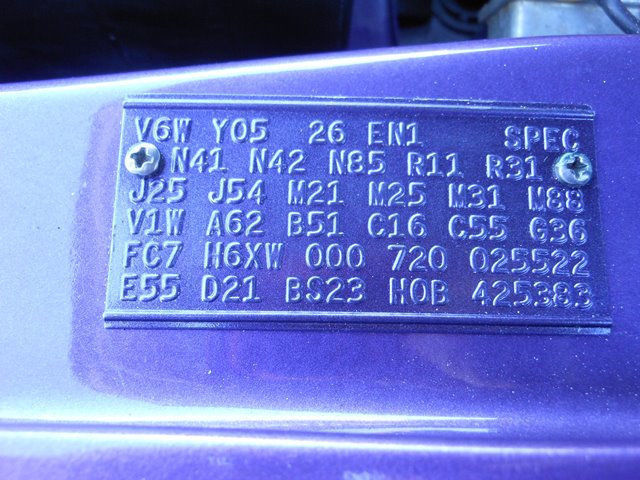 V6W Y05 26 EN1 SPEC
N41 N42 N85 R11 R31
J25 J54 M21 M25 M31 M88
V1W A62 B51 C16 C55 G36
FC7 H6XW 000 720 025522
E55 D21 BS23 H0B 425383